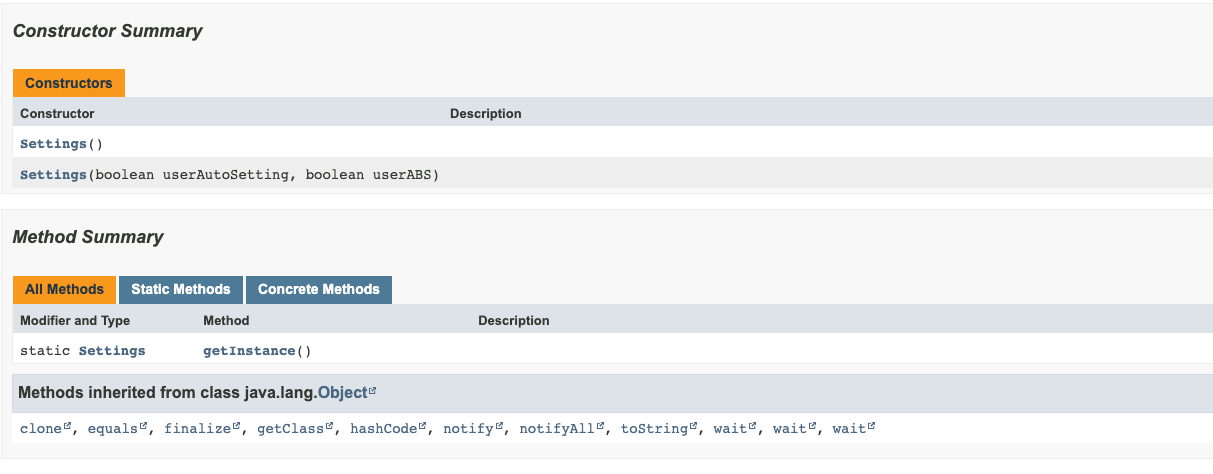 Constructor Summary
Constructors
Constructor Description
Settings()
Settings(boolean userAutoSetting, boolean userABS)
Method Summary
All Methods Static Methods Concrete Methods
Modifier and Type Method Description
static Settings getInstance()
Methods inherited from class java.lang.Object
clone, equals, finalize, getClass, hashCode, notify, notifyAll, toString, wait, wait, wait